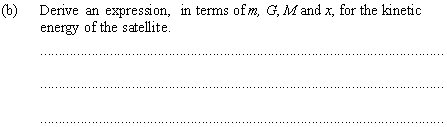 (b) Derive an expression, in terms of m, G, M and x, for the kinetic
energy of the satellite.